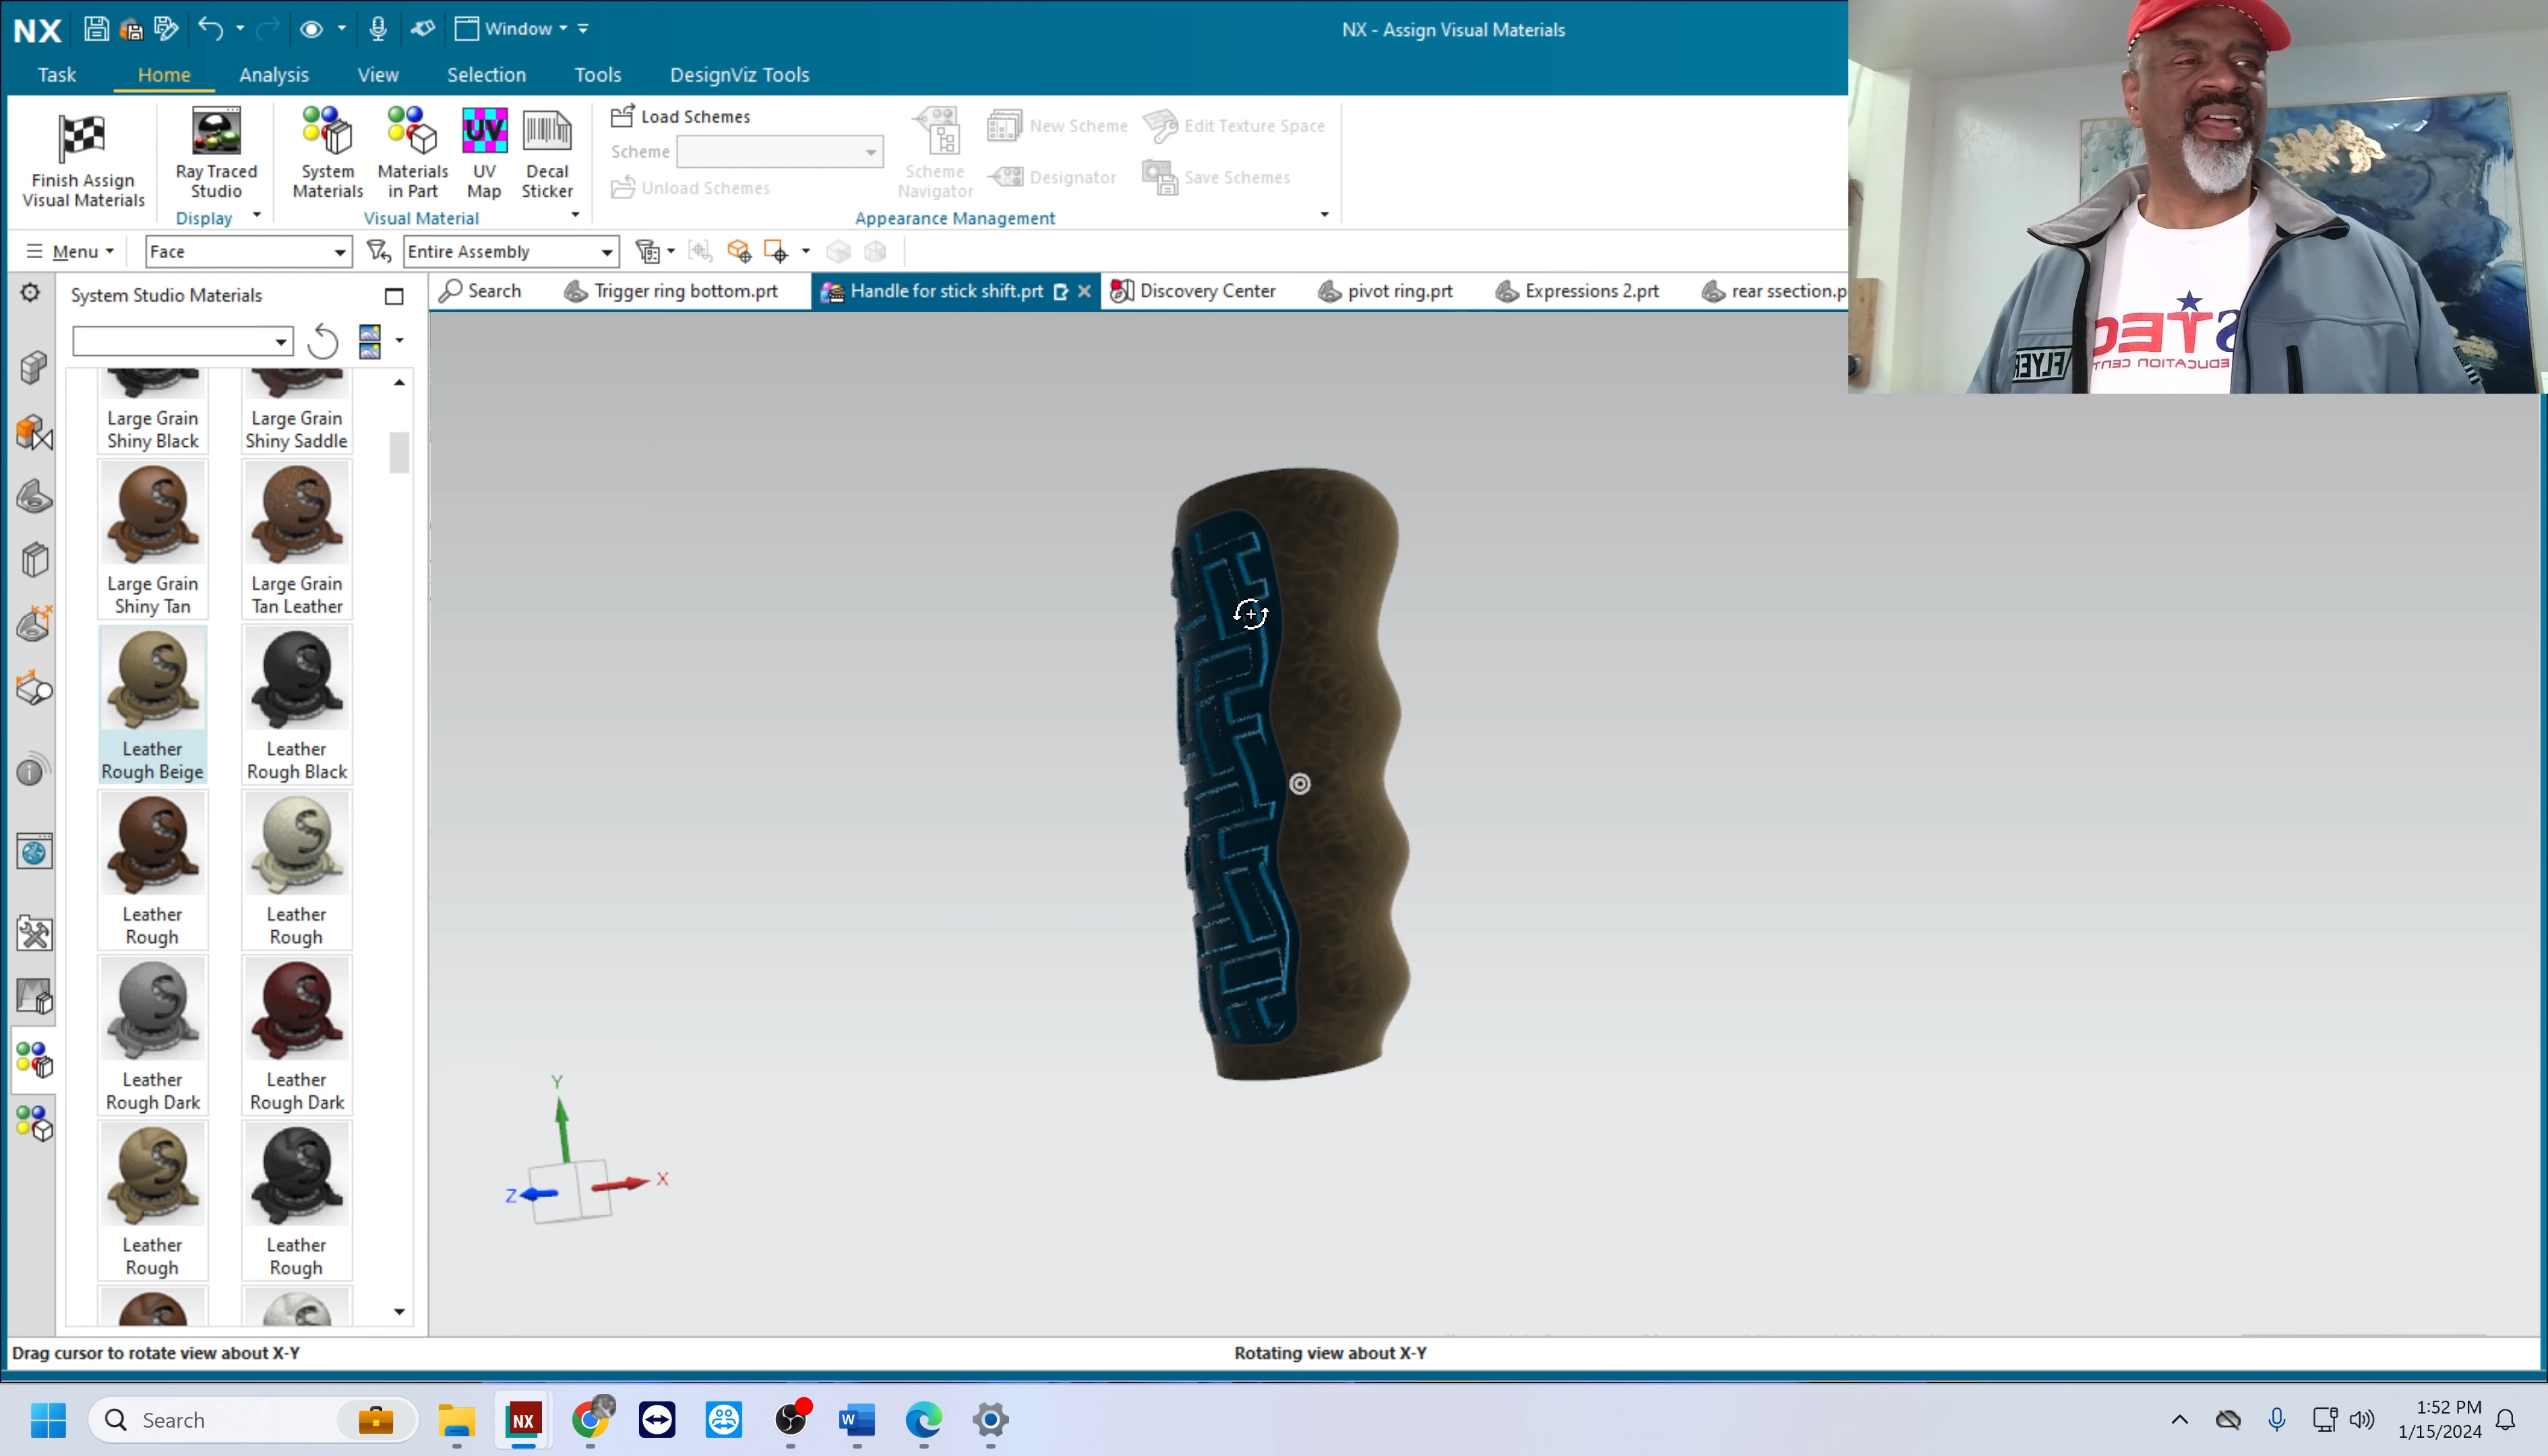 NX
Window
NX - Assign Visual Materials
Task Home Analysis View Selection Tools DesignViz Tools
Finish Assign
Visual Materials
Ray Traced
Studio
Display
System
Materials
Materials
in Part
UV
UV
Map
Decal
Sticker
Visual Material
Load Schemes
Scheme
Unload Schemes
Scheme
Navigator
New Scheme
Designator
Edit Texture Space
Save Schemes
Appearance Management
Menu
Face
Entire Assembly
System Studio Materials
Search
Trigger ring bottom.prt
Handle for stick shift.prt
Discovery Center
pivot ring.prt
Expressions 2.prt
rear ssection.p
STEC
EDUCATION CENT
FLYER
Large Grain
Shiny Black
Large Grain
Shiny Saddle
Large Grain
Shiny Tan
Large Grain
Tan Leather
Leather
Rough Beige
Leather
Rough Black
Leather
Rough
Leather
Rough
Leather
Rough Dark
Leather
Rough Dark
Leather
Rough
Leather
Rough
Y
X
Z
Drag cursor to rotate view about X-Y
Rotating view about X-Y
Search
NX
W
1:52 PM
1/15/2024